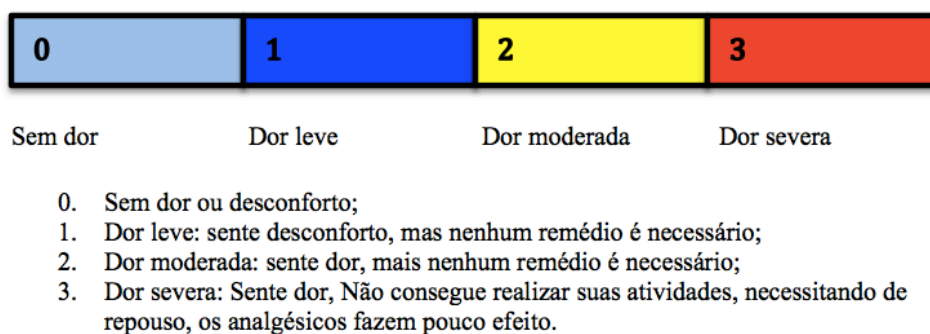 0 1 2 3
Sem dor Dor leve Dor moderada Dor severa
0. Sem dor ou desconforto;
1. Dor leve: sente desconforto, mas nenhum remédio é necessário;
2. Dor moderada: sente dor, mais nenhum remédio é necessário;
3. Dor severa: Sente dor, Não consegue realizar suas atividades, necessitando de
repouso, os analgésicos fazem pouco efeito.